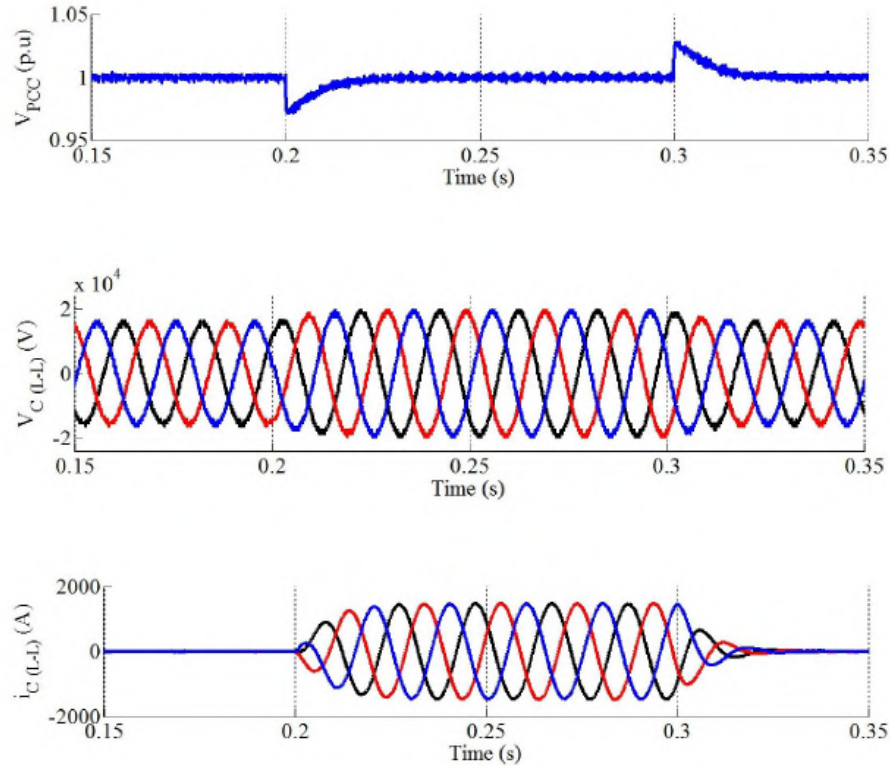 1.05
1
0.95
V_PCC (p.u)
0.15 0.2 0.25 0.3 0.35
Time (s)
x 10^4
2
0
-2
V_C (L-L) (V)
0.15 0.2 0.25 0.3 0.35
Time (s)
2000
0
-2000
i_C (L-L) (A)
0.15 0.2 0.25 0.3 0.35
Time (s)